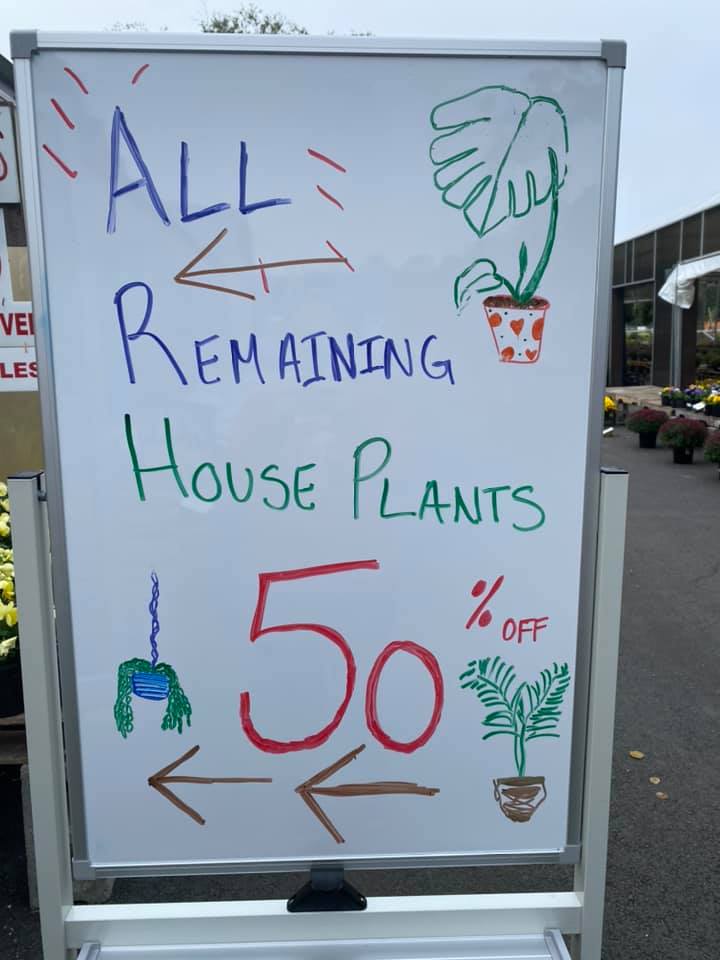 ALL
REMAINING
HOUSE PLANTS
50 % OFF